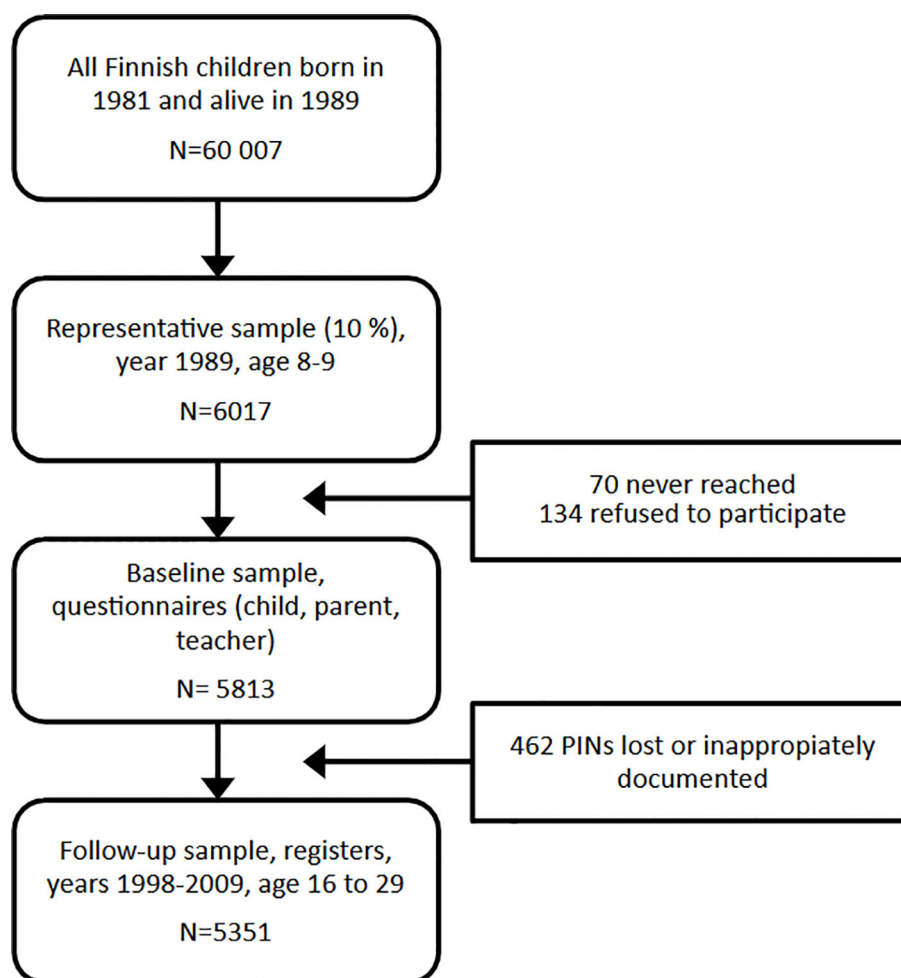 All Finnish children born in
1981 and alive in 1989
N=60 007
Representative sample (10 %),
year 1989, age 8-9
N=6017
70 never reached
134 refused to participate
Baseline sample,
questionnaires (child, parent,
teacher)
N= 5813
462 PINs lost or inappropiately
documented
Follow-up sample, registers,
years 1998-2009, age 16 to 29
N=5351